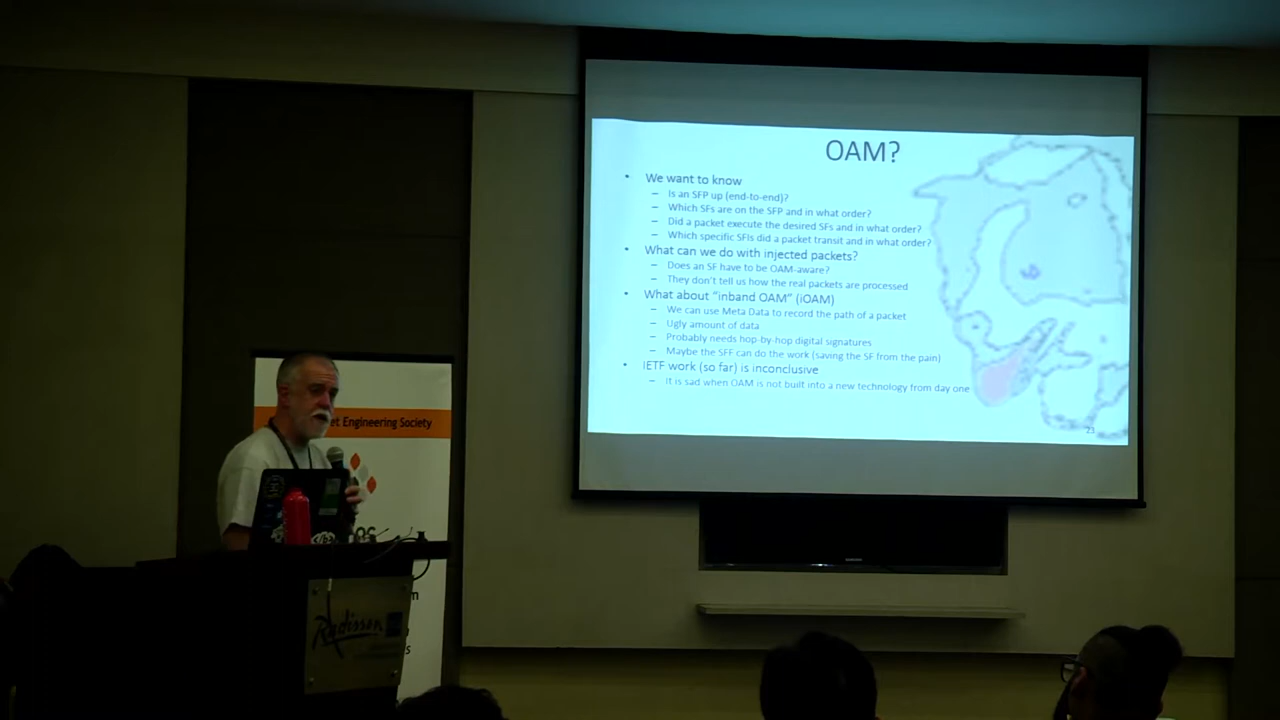 OAM?
• We want to know
– Is an SFP up (end-to-end)?
– Which SFs are on the SFP and in what order?
– Did a packet execute the desired SFs and in what order?
– Which specific SFIs did a packet transit and in what order?
• What can we do with injected packets?
– Does an SF have to be OAM-aware?
– They don't tell us how the real packets are processed
• What about "inband OAM" (iOAM)
– We can use Meta Data to record the path of a packet
– Ugly amount of data
– Probably needs hop-by-hop digital signatures
– Maybe the SFF can do the work (saving the SF from the pain)
• IETF work (so far) is inconclusive
– It is sad when OAM is not built into a new technology from day one
23
Engineering Society
Radisson
SAMSUNG